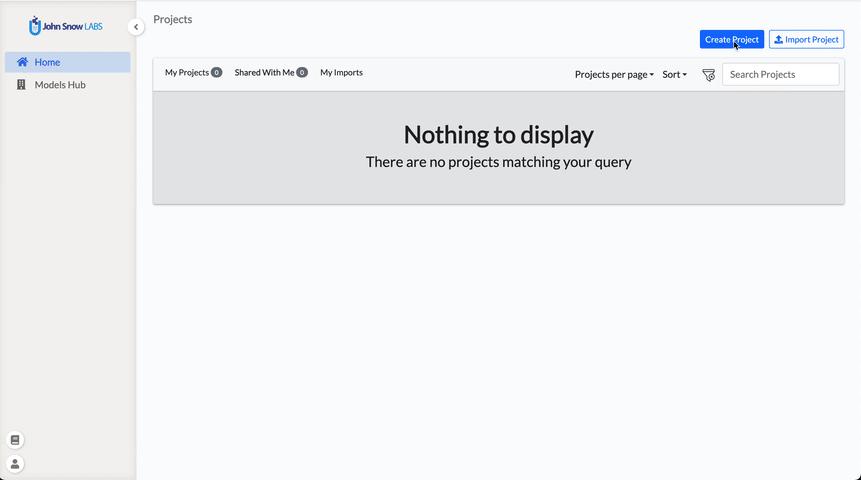 John Snow LABS
Home
Models Hub
Projects
Create Project
Import Project
My Projects 0
Shared With Me 0
My Imports
Projects per page
Sort
Search Projects
Nothing to display
There are no projects matching your query